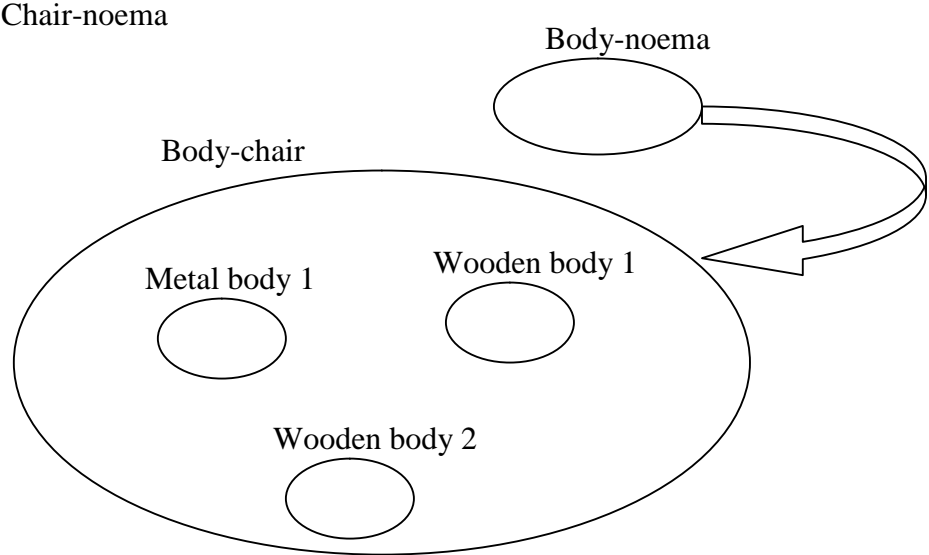 Chair-noema
Body-noema
Body-chair
Wooden body 1
Metal body 1
Wooden body 2